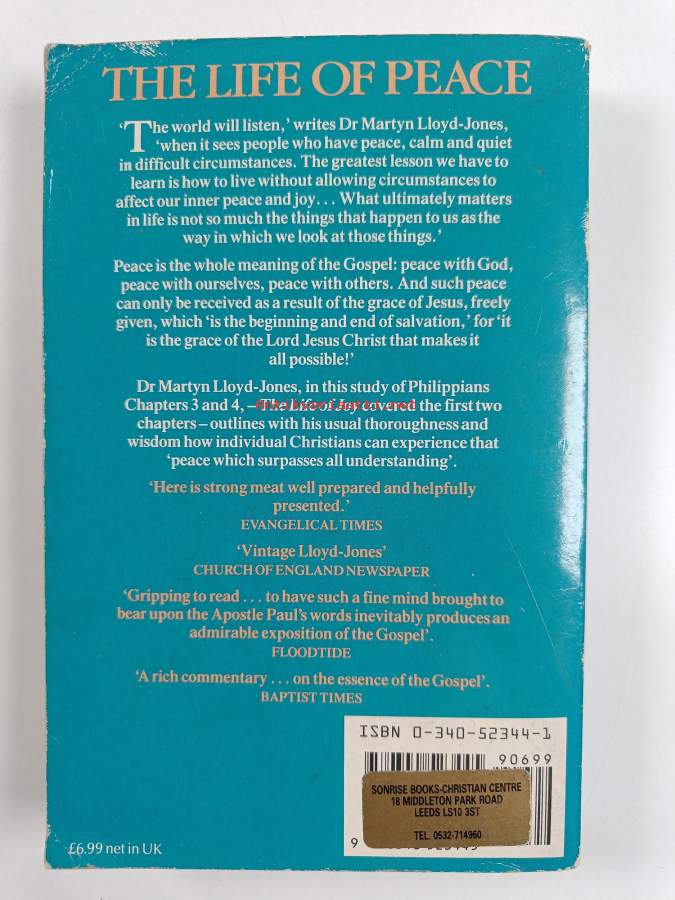 THE LIFE OF PEACE
‘The world will listen,’ writes Dr Martyn Lloyd-Jones,
‘when it sees people who have peace, calm and quiet
in difficult circumstances. The greatest lesson we have to
learn is how to live without allowing circumstances to
affect our inner peace and joy... What ultimately matters
in life is not so much the things that happen to us as the
way in which we look at those things.’
Peace is the whole meaning of the Gospel: peace with God,
peace with ourselves, peace with others. And such peace
can only be received as a result of the grace of Jesus, freely
given, which ‘is the beginning and end of salvation,’ for ‘it
is the grace of the Lord Jesus Christ that makes it
all possible!’
Dr Martyn Lloyd-Jones, in this study of Philippians
Chapters 3 and 4, – The Life of Joy covered the first two
chapters – outlines with his usual thoroughness and
wisdom how individual Christians can experience that
‘peace which surpasses all understanding’.
‘Here is strong meat well prepared and helpfully
presented.’
EVANGELICAL TIMES
‘Vintage Lloyd-Jones’
CHURCH OF ENGLAND NEWSPAPER
‘Gripping to read ... to have such a fine mind brought to
bear upon the Apostle Paul's words inevitably produces an
admirable exposition of the Gospel’.
FLOODTIDE
‘A rich commentary ... on the essence of the Gospel’.
BAPTIST TIMES
ISBN 0-340-52344-1
90699
SONRISE BOOKS-CHRISTIAN CENTRE
18 MIDDLETON PARK ROAD
LEEDS LS10 3ST
TEL. 0532-714960
9
£6.99 net in UK